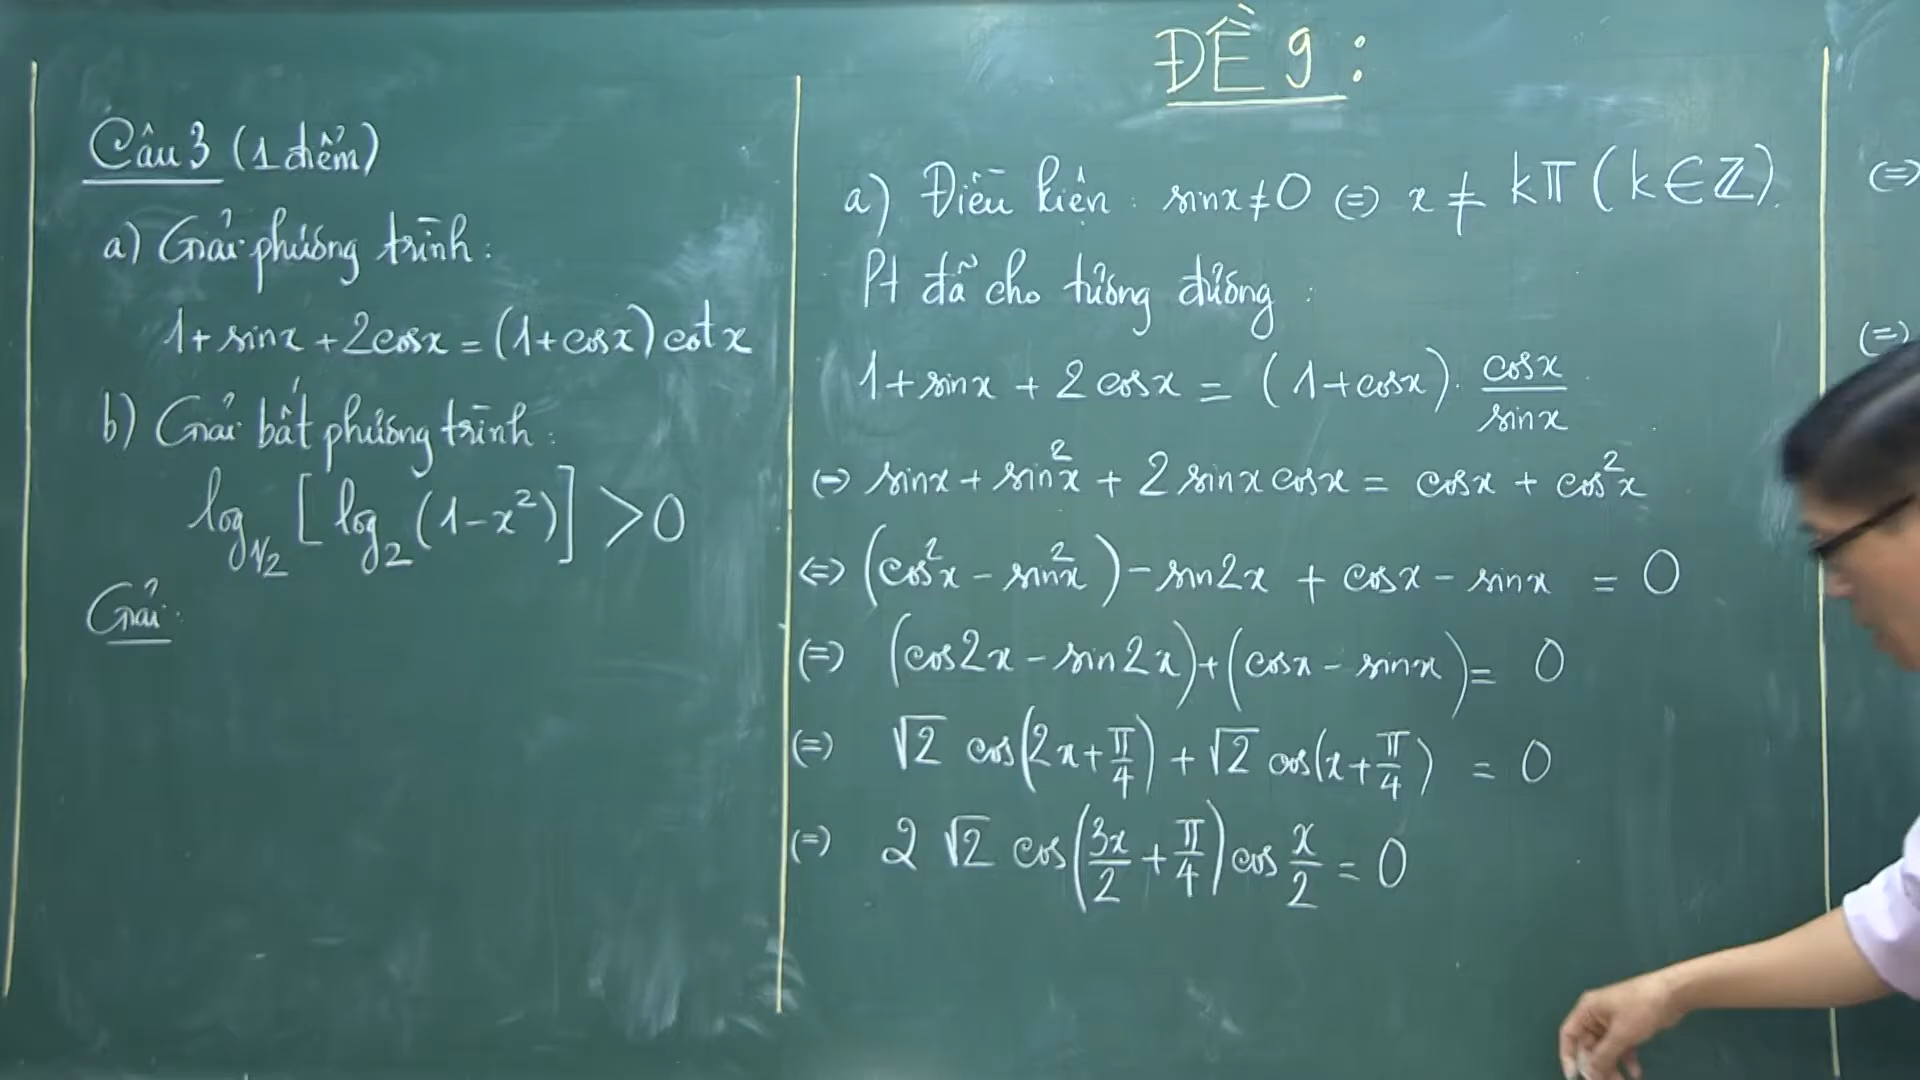 ĐỀ 9:
Câu 3 (1 điểm)
a) Giải phương trình:
1 + sinx + 2cosx = (1+cosx) cotx
b) Giải bất phương trình:
log_{1/2} [log_2 (1-x²)] > 0
Giải:
a) Điều kiện: sinx ≠ 0 (=) x ≠ kπ (k ∈ ℤ).
Pt đã cho tương đương:
1 + sinx + 2cosx = (1+cosx). cosx/sinx
(=) sinx + sin²x + 2 sinx cosx = cosx + cos²x
(=) (cos²x - sin²x) - sin2x + cosx - sinx = 0
(=) (cos2x - sin2x) + (cosx - sinx) = 0
(=) √2 cos(2x + π/4) + √2 cos(x + π/4) = 0
(=) 2√2 cos(3x/2 + π/4) cos x/2 = 0
(=)
(=)